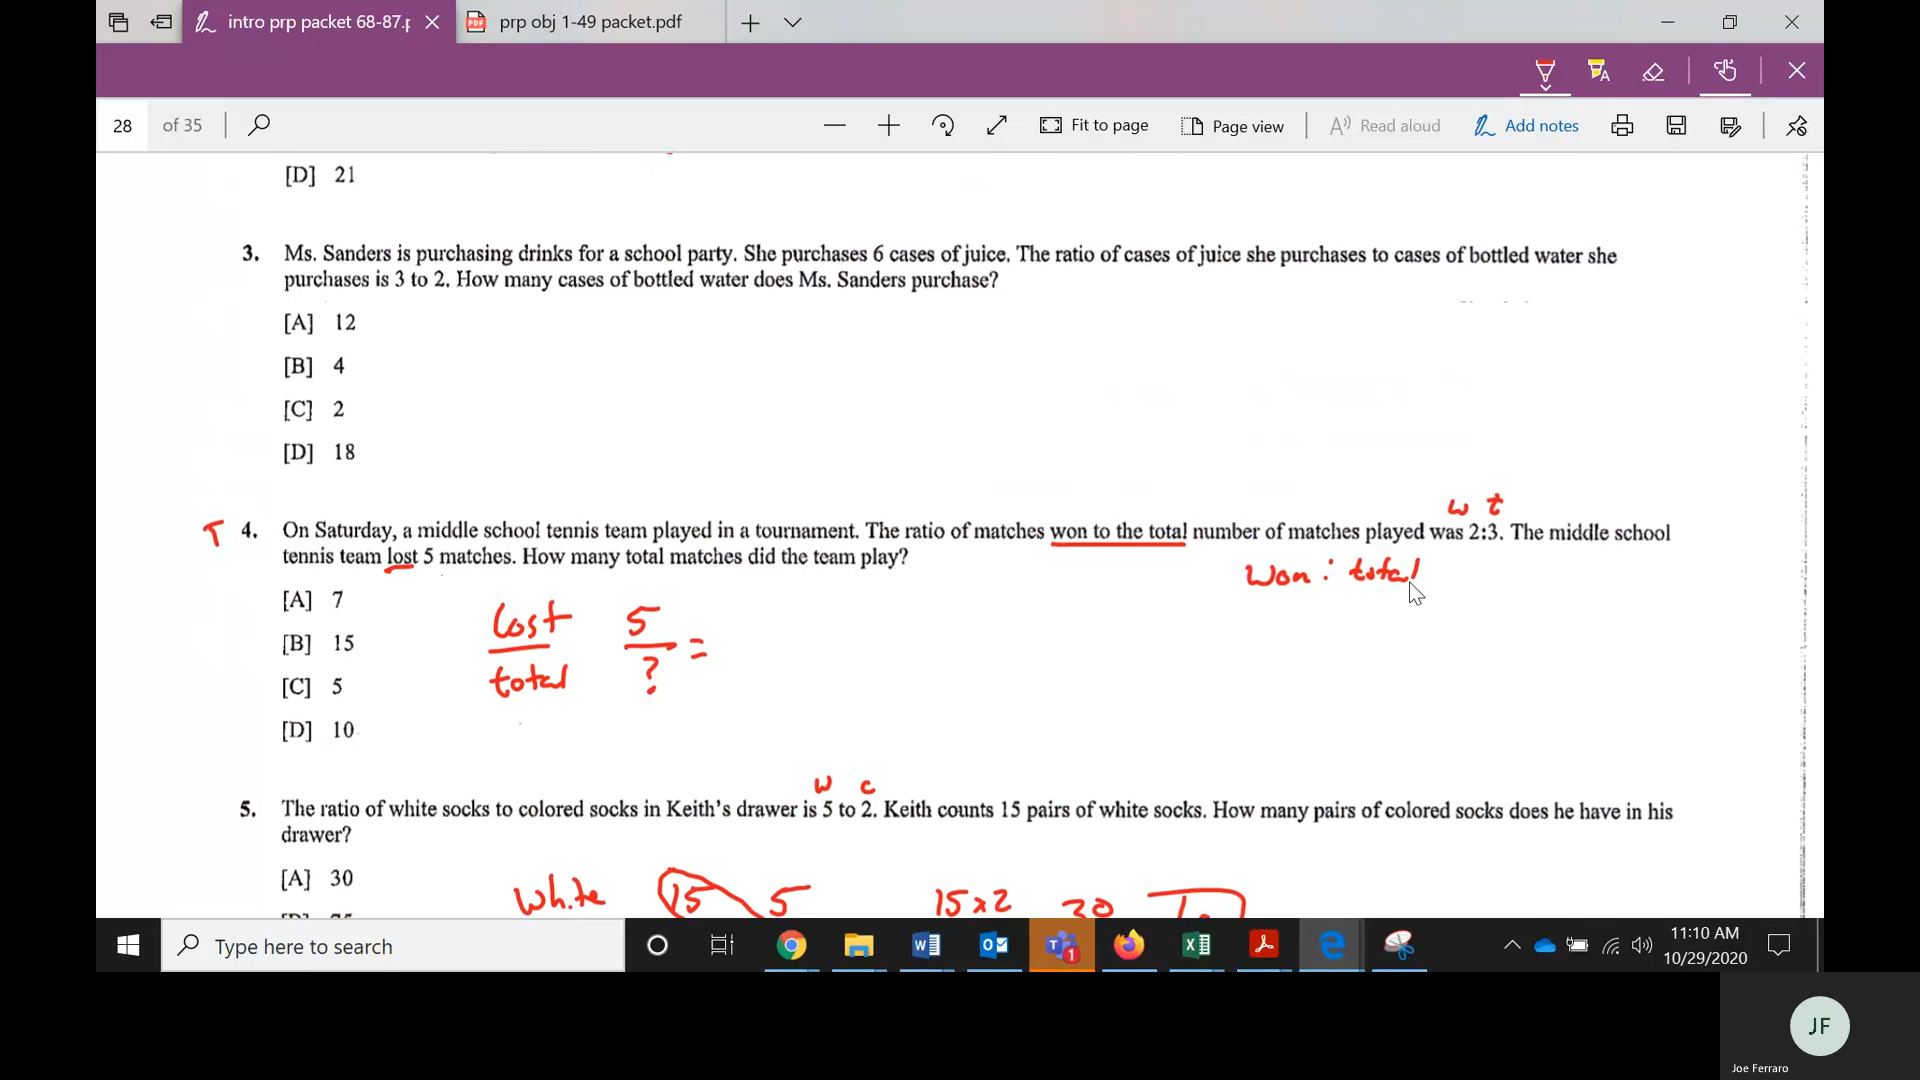 intro prp packet 68-87.p
prp obj 1-49 packet.pdf
28 of 35
Fit to page
Page view
Read aloud
Add notes
[D] 21
3. Ms. Sanders is purchasing drinks for a school party. She purchases 6 cases of juice. The ratio of cases of juice she purchases to cases of bottled water she
purchases is 3 to 2. How many cases of bottled water does Ms. Sanders purchase?
[A] 12
[B] 4
[C] 2
[D] 18
w t
T 4. On Saturday, a middle school tennis team played in a tournament. The ratio of matches won to the total number of matches played was 2:3. The middle school
tennis team lost 5 matches. How many total matches did the team play?
Won : total
[A] 7
lost 5
[B] 15
=
total ?
[C] 5
[D] 10
W C
5. The ratio of white socks to colored socks in Keith's drawer is 5 to 2. Keith counts 15 pairs of white socks. How many pairs of colored socks does he have in his
drawer?
[A] 30
White 15 5 15x2 30
Type here to search
1
11:10 AM
10/29/2020
JF
Joe Ferraro